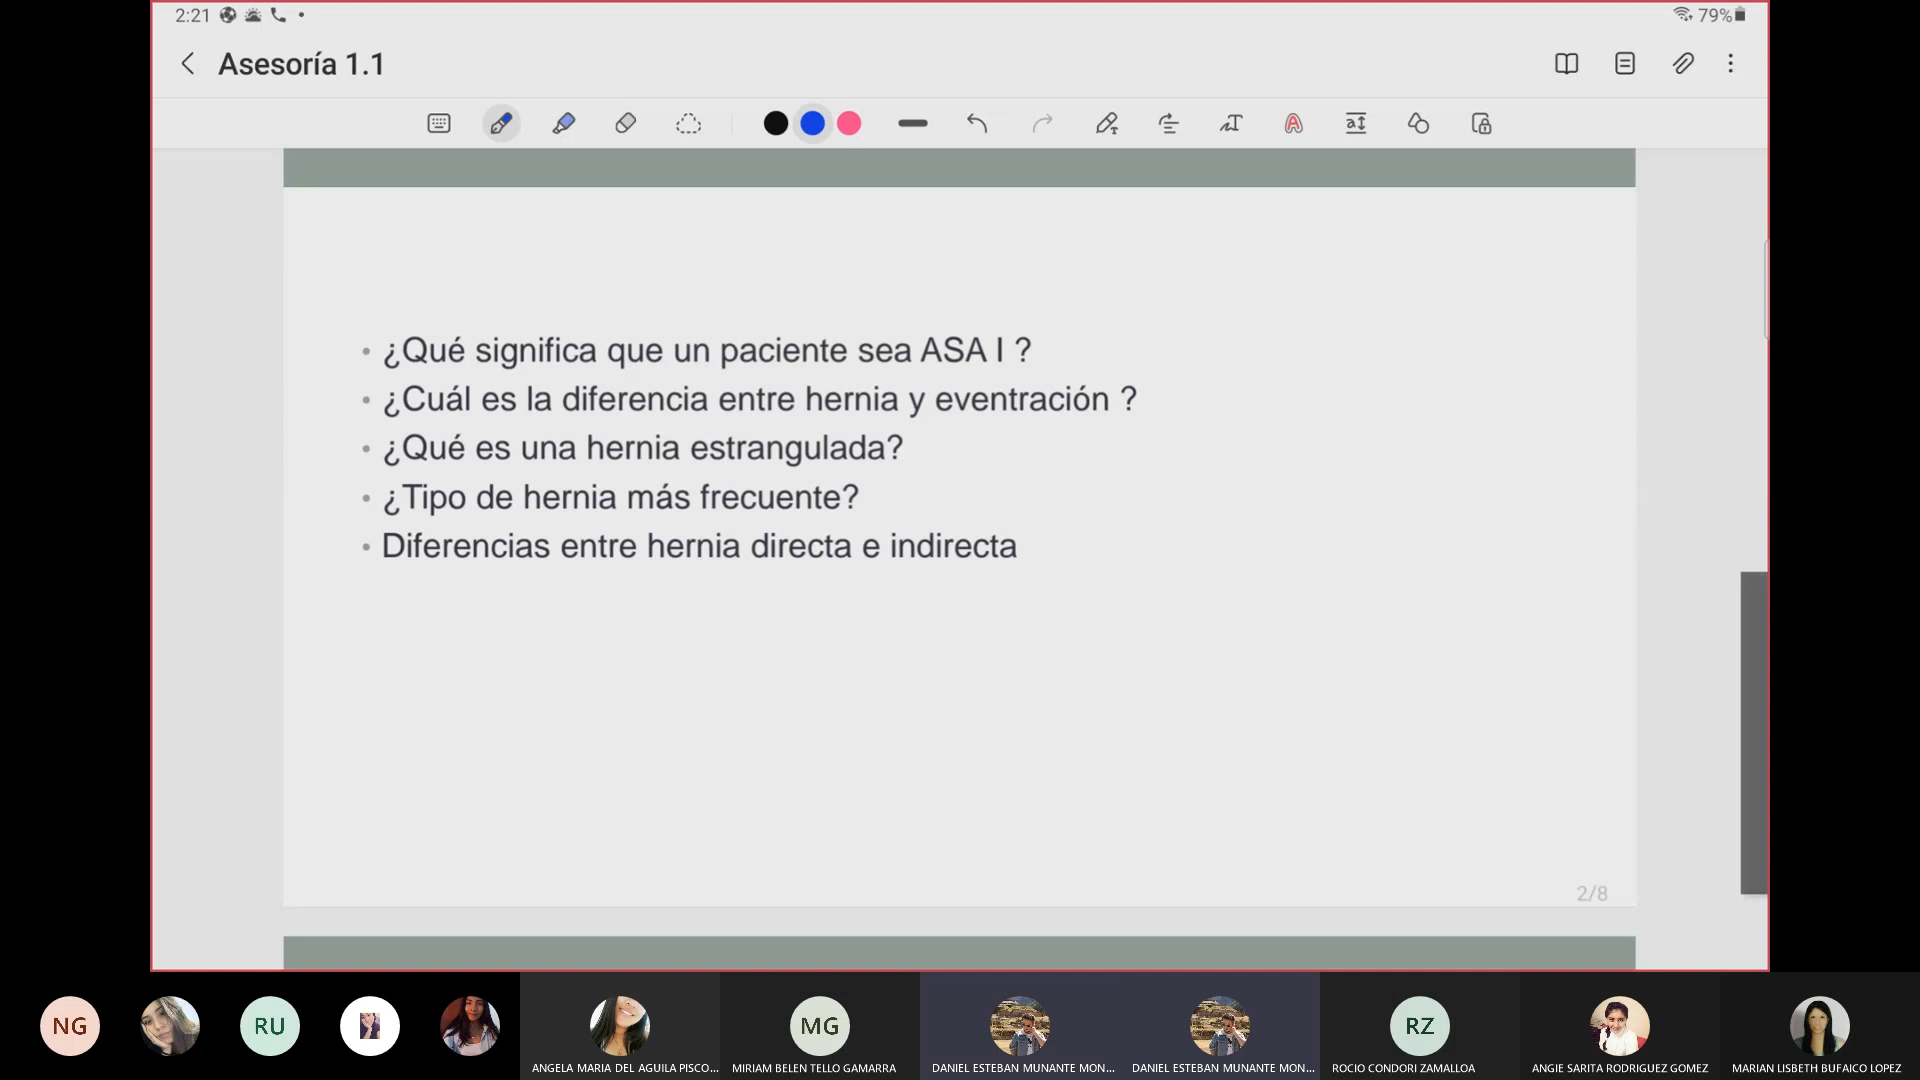 2:21
79%
Asesoría 1.1
¿Qué significa que un paciente sea ASA I ?
¿Cuál es la diferencia entre hernia y eventración ?
¿Qué es una hernia estrangulada?
¿Tipo de hernia más frecuente?
Diferencias entre hernia directa e indirecta
2/8
NG
RU
MG
RZ
ANGELA MARIA DEL AGUILA PISCO...
MIRIAM BELEN TELLO GAMARRA
DANIEL ESTEBAN MUNANTE MON...
DANIEL ESTEBAN MUNANTE MON...
ROCIO CONDORI ZAMALLOA
ANGIE SARITA RODRIGUEZ GOMEZ
MARIAN LISBETH BUFAICO LOPEZ